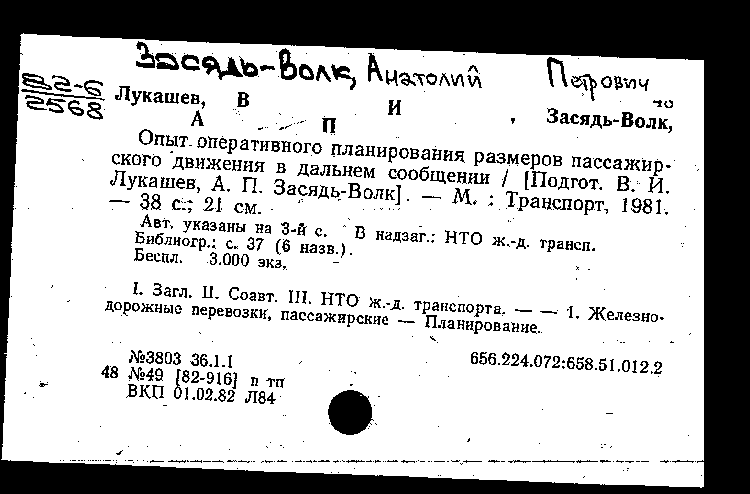 Засядь-Волк, Анатолий Петрович
В2-6
2568
Лукашев, В И
Засядь-Волк,
А П
Опыт оперативного планирования размеров пассажир-
ского движения в дальнем сообщении / [Подгот. В. И.
Лукашев, А. П. Засядь-Волк]. — М. : Транспорт, 1981.
— 38 с.; 21 см.
Авт. указаны на 3-й с. В надзаг.: НТО ж.-д. трансп.
Библиогр.: с. 37 (6 назв.).
Беспл. 3.000 экз.
I. Загл. II. Соавт. III. НТО ж.-д. транспорта. — — 1. Железно-
дорожные перевозки, пассажирские — Планирование.
№3803 36.1.1 656.224.072:658.51.012.2
48 №49 [82-916] п тп
ВКП 01.02.82 Л84